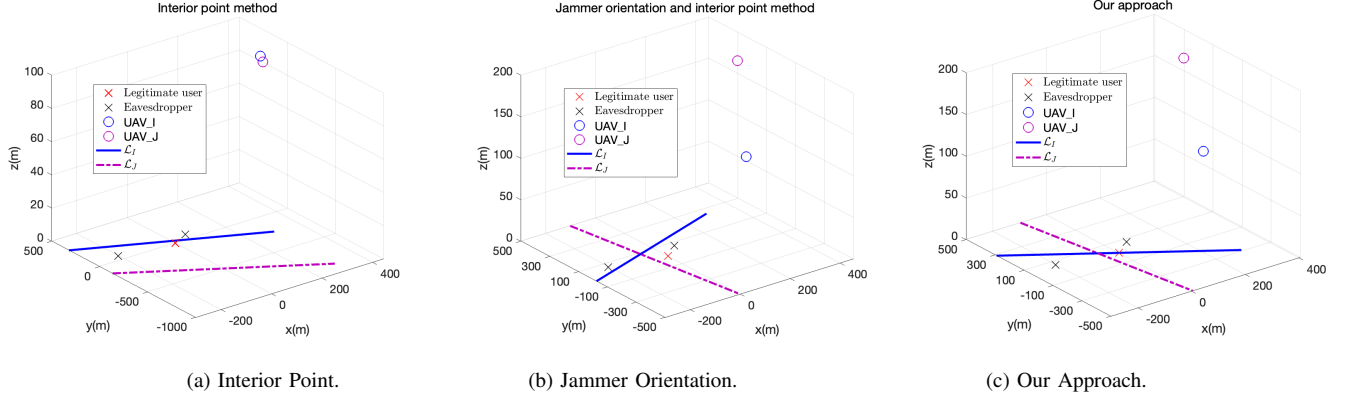 Interior point method
100
80
60
40
20
0
z(m)
Legitimate user
Eavesdropper
UAV_I
UAV_J
ℒ_I
ℒ_J
500
0
-500
-1000
y(m)
-200
0
200
400
x(m)
(a) Interior Point.
Jammer orientation and interior point method
200
150
100
50
0
z(m)
Legitimate user
Eavesdropper
UAV_I
UAV_J
ℒ_I
ℒ_J
500
300
100
-100
-300
-500
y(m)
-200
0
200
400
x(m)
(b) Jammer Orientation.
Our approach
200
150
100
50
0
z(m)
Legitimate user
Eavesdropper
UAV_I
UAV_J
ℒ_I
ℒ_J
500
300
100
-100
-300
-500
y(m)
-200
0
200
400
x(m)
(c) Our Approach.